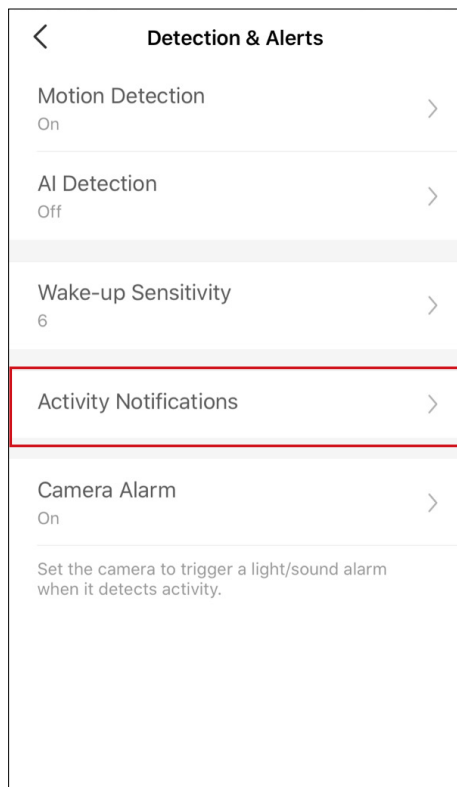 Detection & Alerts
Motion Detection
On
AI Detection
Off
Wake-up Sensitivity
6
Activity Notifications
Camera Alarm
On
Set the camera to trigger a light/sound alarm
when it detects activity.